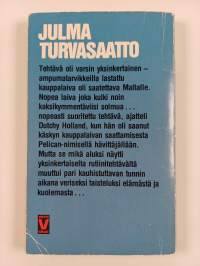 JULMA
TURVASAATTO
Tehtävä oli varsin yksinkertainen –
ampumatarvikkeilla lastattu
kauppalaiva oli saatettava Maltalle.
Nopea laiva joka kulki noin
kaksikymmentäviisi solmua ...
nopeasti suoritettu tehtävä, ajatteli
Dutchy Holland, kun hän oli saanut
käskyn kauppalaivan saattamisesta
Pelican-nimisellä hävittäjällään.
Mutta se mikä aluksi näytti
yksinkertaiselta rutiinitehtävältä
muuttui pari kauhistuttavan tunnin
aikana veriseksi taisteluksi elämästä ja
kuolemasta ...
V